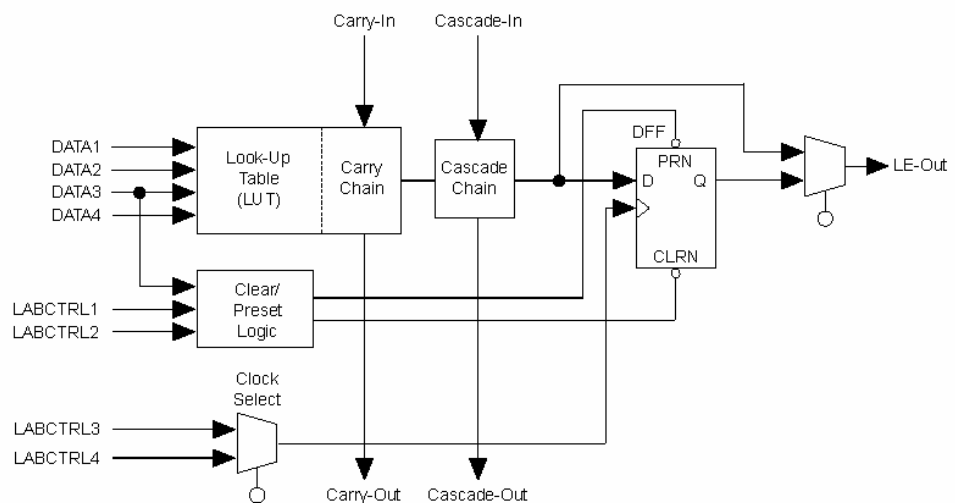 Carry-In
Cascade-In
DATA1
DATA2
DATA3
DATA4
Look-Up
Table
(LUT)
Carry
Chain
Cascade
Chain
DFF
PRN
D
Q
CLRN
LE-Out
LABCTRL1
LABCTRL2
Clear/
Preset
Logic
Clock
Select
LABCTRL3
LABCTRL4
Carry-Out
Cascade-Out